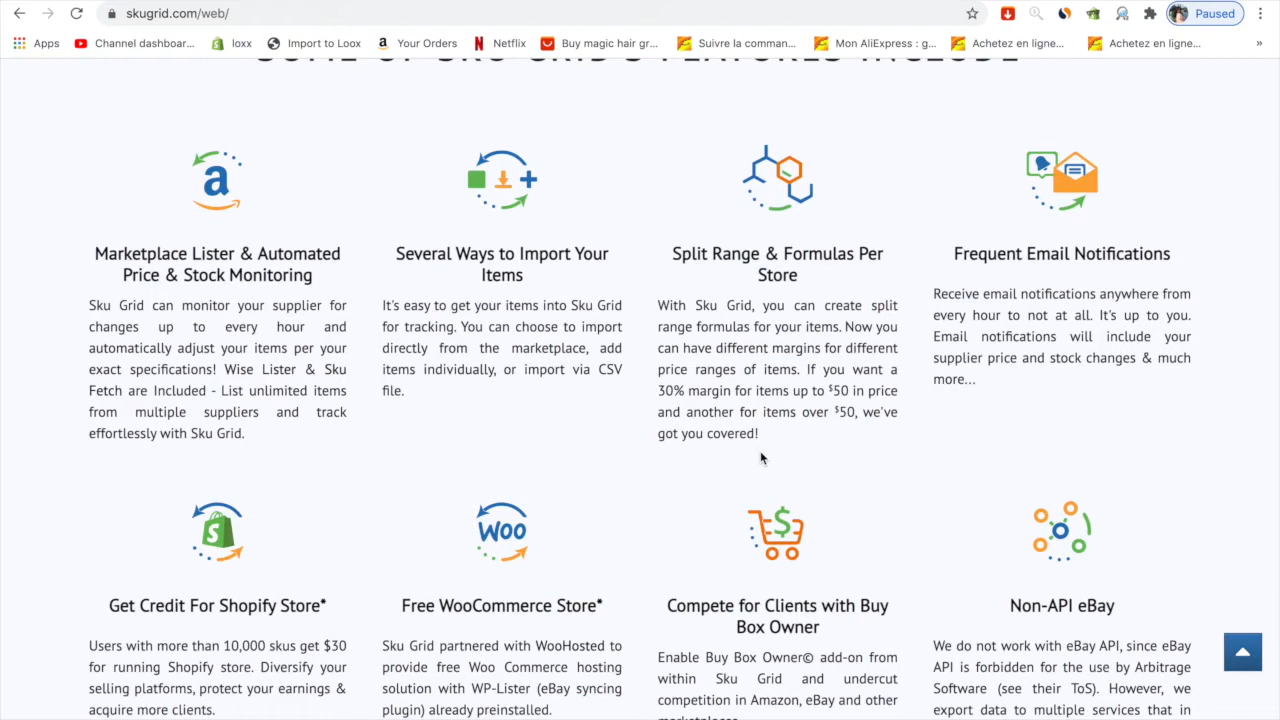 skugrid.com/web/
Paused
Apps
Channel dashboar...
loxx
Import to Loox
Your Orders
Netflix
Buy magic hair gr...
Suivre la comman...
Mon AliExpress : g...
Achetez en ligne...
Achetez en ligne...
»
SOME OF SKU GRID'S FEATURES INCLUDE
Marketplace Lister & Automated
Price & Stock Monitoring
Sku Grid can monitor your supplier for
changes up to every hour and
automatically adjust your items per your
exact specifications! Wise Lister & Sku
Fetch are Included - List unlimited items
from multiple suppliers and track
effortlessly with Sku Grid.
Several Ways to Import Your
Items
It's easy to get your items into Sku Grid
for tracking. You can choose to import
directly from the marketplace, add
items individually, or import via CSV
file.
Split Range & Formulas Per
Store
With Sku Grid, you can create split
range formulas for your items. Now you
can have different margins for different
price ranges of items. If you want a
30% margin for items up to $50 in price
and another for items over $50, we've
got you covered!
Frequent Email Notifications
Receive email notifications anywhere from
every hour to not at all. It's up to you.
Email notifications will include your
supplier price and stock changes & much
more...
Get Credit For Shopify Store*
Users with more than 10,000 skus get $30
for running Shopify store. Diversify your
selling platforms, protect your earnings &
acquire more clients.
WOO
Free WooCommerce Store*
Sku Grid partnered with WooHosted to
provide free Woo Commerce hosting
solution with WP-Lister (eBay syncing
plugin) already preinstalled.
Compete for Clients with Buy
Box Owner
Enable Buy Box Owner© add-on from
within Sku Grid and undercut
competition in Amazon, eBay and other
marketplaces
Non-API eBay
We do not work with eBay API, since eBay
API is forbidden for the use by Arbitrage
Software (see their ToS). However, we
export data to multiple services that in